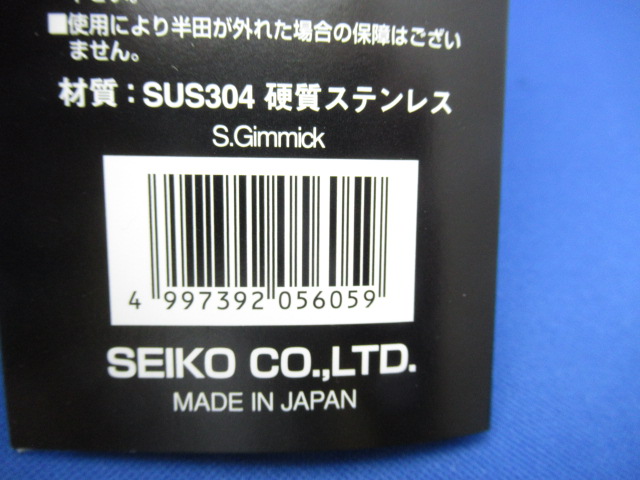 ■使用により半田が外れた場合の保障はござい
ません。
材質：SUS304 硬質ステンレス
S.Gimmick
4 997392 056059
SEIKO CO.,LTD.
MADE IN JAPAN